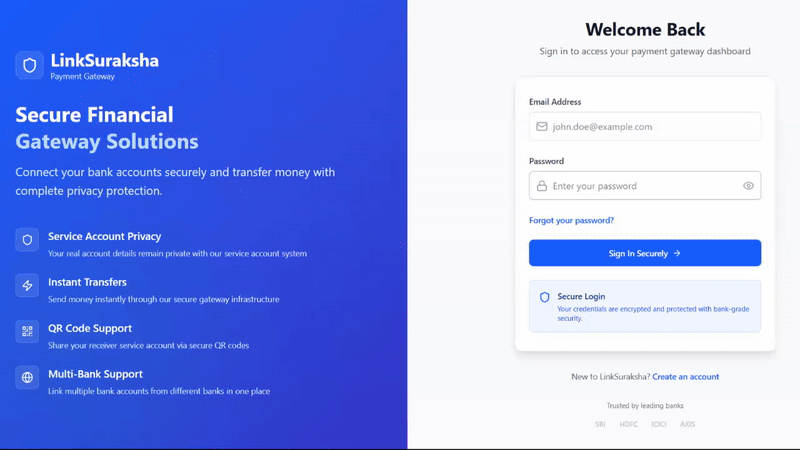 LinkSuraksha
Payment Gateway
Secure Financial
Gateway Solutions
Connect your bank accounts securely and transfer money with
complete privacy protection.
Service Account Privacy
Your real account details remain private with our service account system
Instant Transfers
Send money instantly through our secure gateway infrastructure
QR Code Support
Share your receiver service account via secure QR codes
Multi-Bank Support
Link multiple bank accounts from different banks in one place
Welcome Back
Sign in to access your payment gateway dashboard
Email Address
john.doe@example.com
Password
Enter your password
Forgot your password?
Sign In Securely →
Secure Login
Your credentials are encrypted and protected with bank-grade
security.
New to LinkSuraksha? Create an account
Trusted by leading banks
SBI HDFC ICICI AXIS